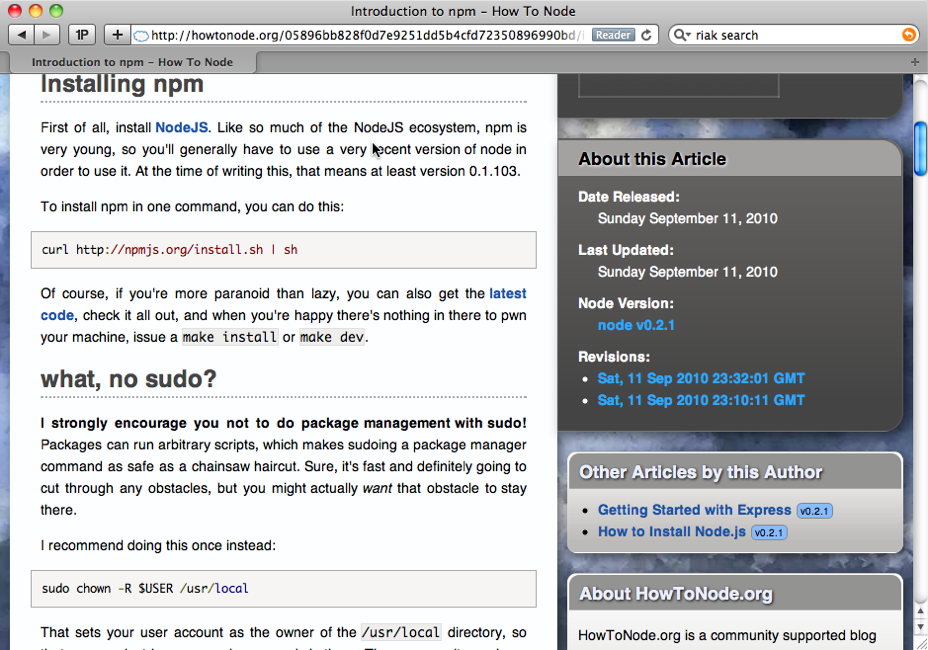 Introduction to npm – How To Node
1P
+
http://howtonode.org/05896bb828f0d7e9251dd5b4cfd72350896990bd/i
Reader
riak search
Introduction to npm – How To Node
+
Installing npm
First of all, install NodeJS. Like so much of the NodeJS ecosystem, npm is
very young, so you'll generally have to use a very recent version of node in
order to use it. At the time of writing this, that means at least version 0.1.103.
To install npm in one command, you can do this:
curl http://npmjs.org/install.sh | sh
Of course, if you're more paranoid than lazy, you can also get the latest
code, check it all out, and when you're happy there's nothing in there to pwn
your machine, issue a make install or make dev.
what, no sudo?
I strongly encourage you not to do package management with sudo!
Packages can run arbitrary scripts, which makes sudoing a package manager
command as safe as a chainsaw haircut. Sure, it's fast and definitely going to
cut through any obstacles, but you might actually want that obstacle to stay
there.
I recommend doing this once instead:
sudo chown -R $USER /usr/local
That sets your user account as the owner of the /usr/local directory, so
About this Article
Date Released:
Sunday September 11, 2010
Last Updated:
Sunday September 11, 2010
Node Version:
node v0.2.1
Revisions:
• Sat, 11 Sep 2010 23:32:01 GMT
• Sat, 11 Sep 2010 23:10:11 GMT
Other Articles by this Author
• Getting Started with Express v0.2.1
• How to Install Node.js v0.2.1
About HowToNode.org
HowToNode.org is a community supported blog